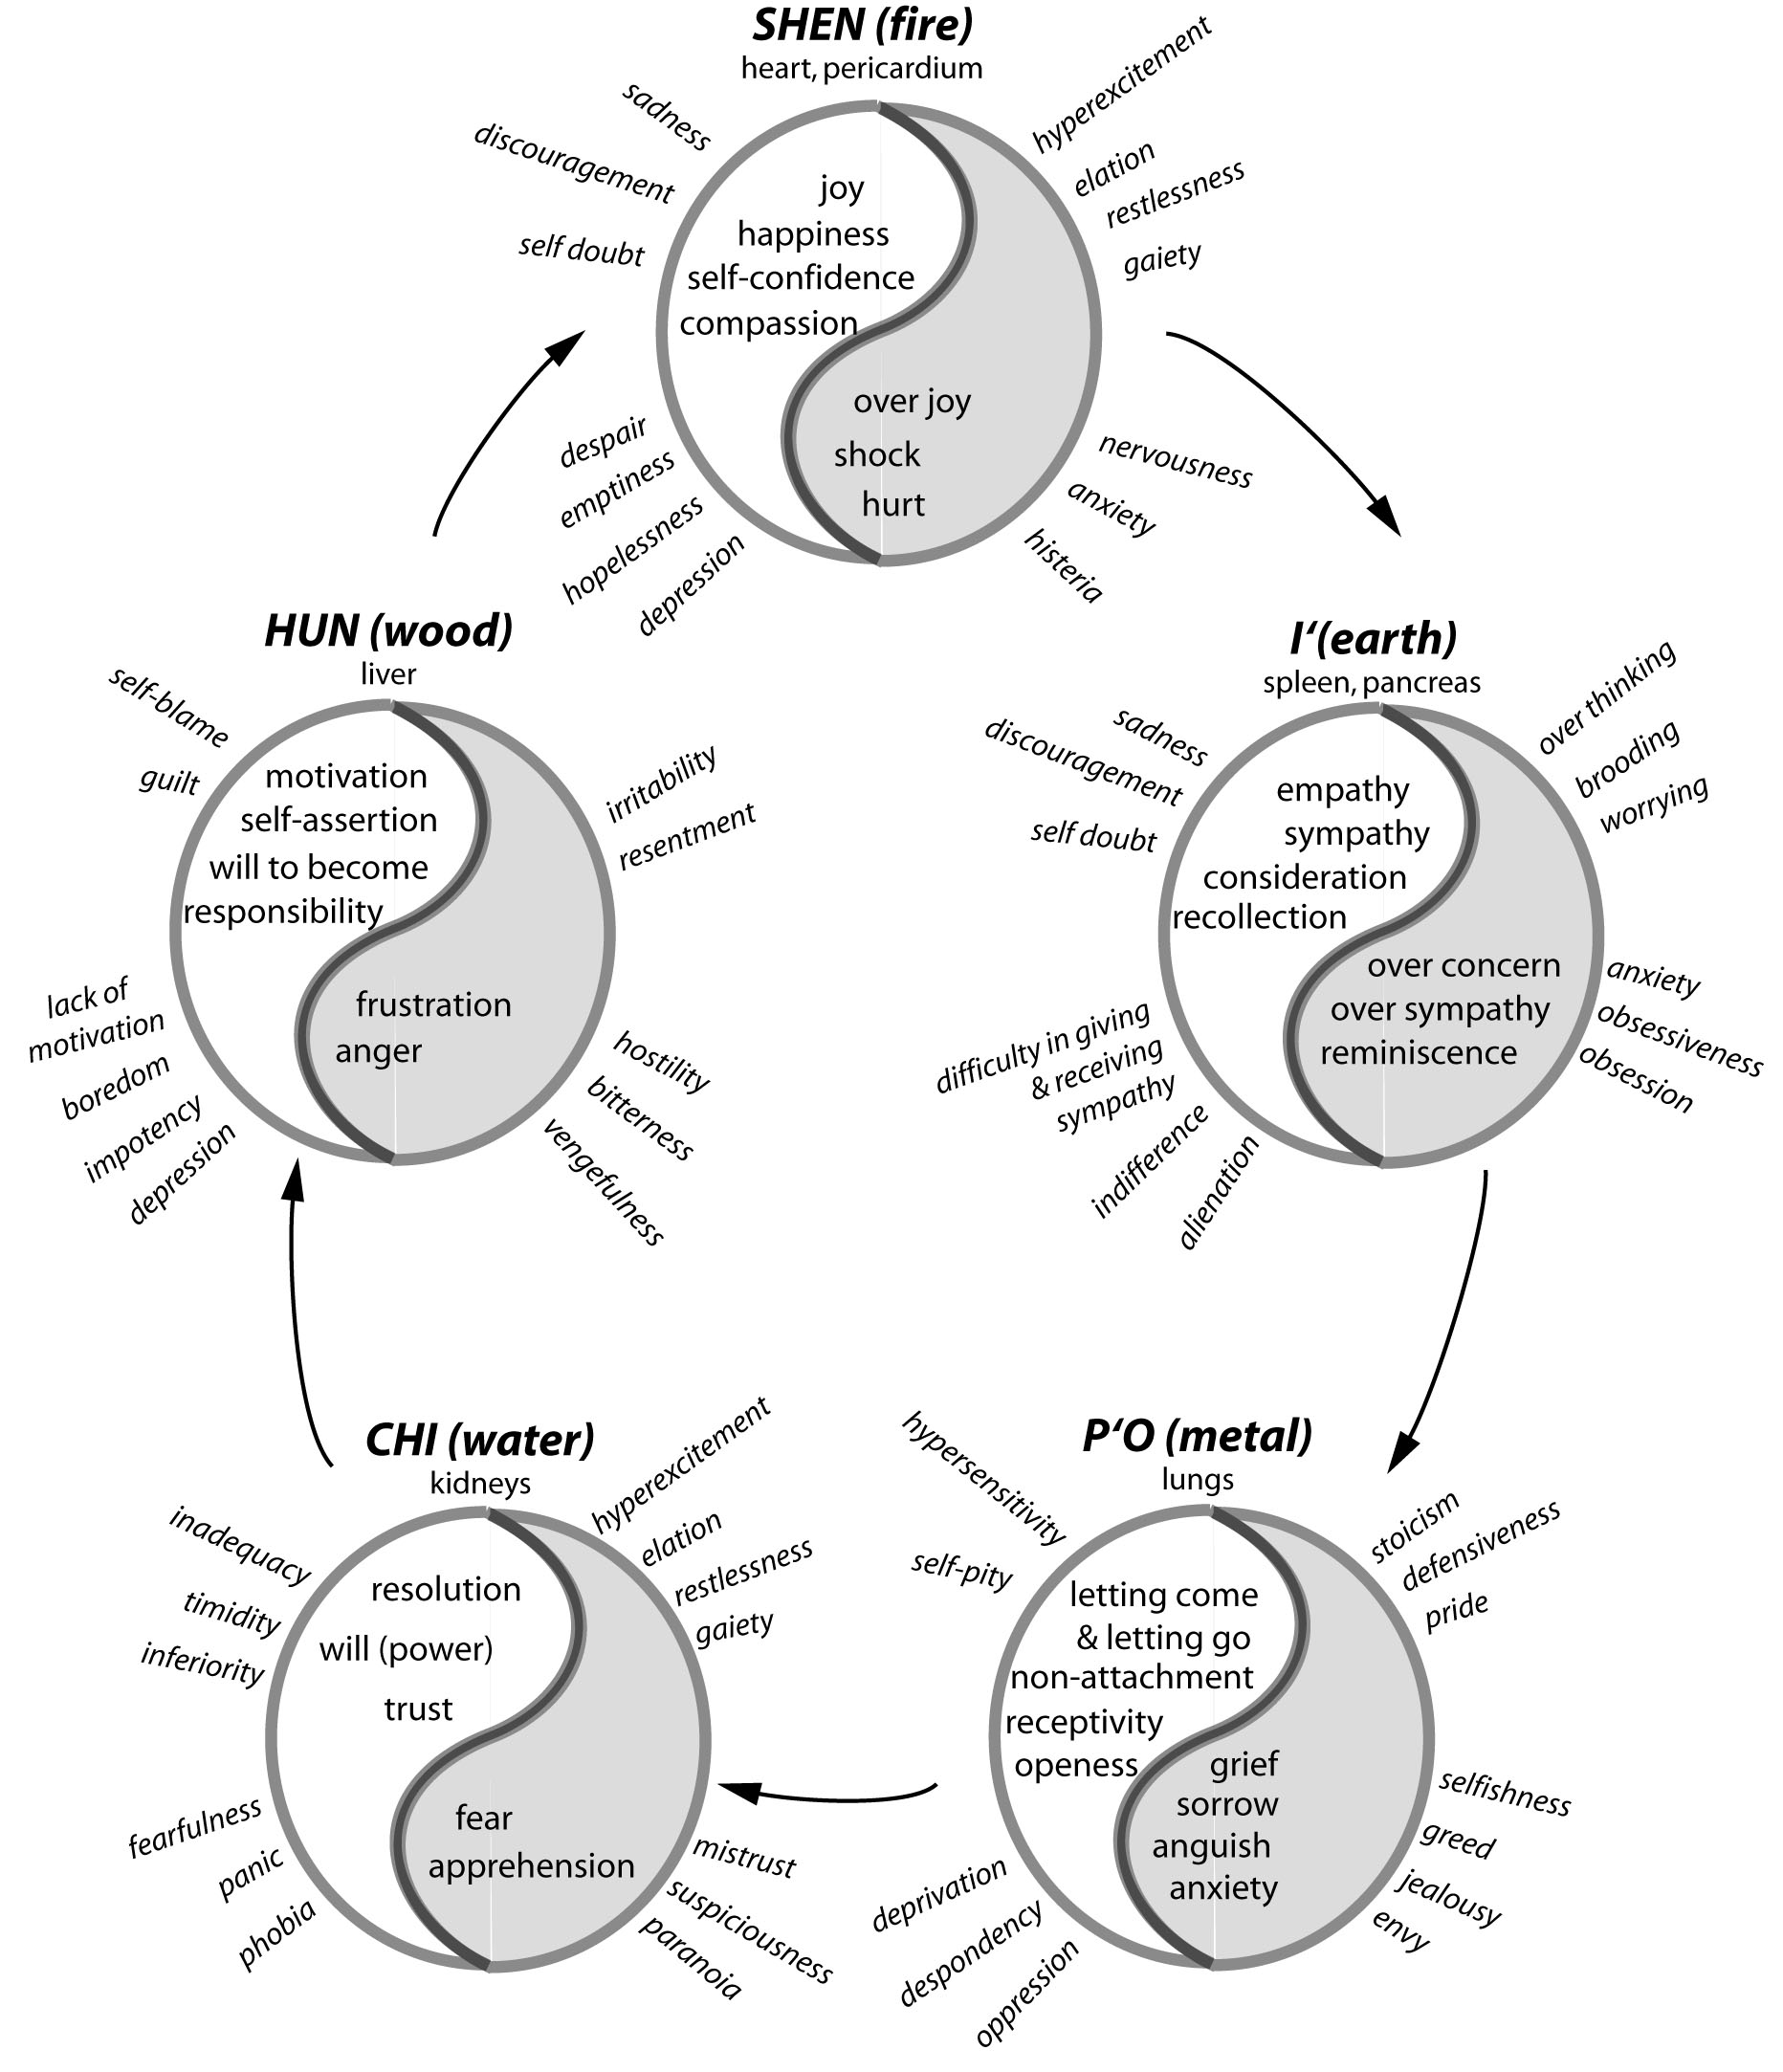 SHEN (fire)
heart, pericardium
sadness
discouragement
self doubt
hyperexcitement
elation
restlessness
gaiety
joy
happiness
self-confidence
compassion
over joy
shock
hurt
despair
emptiness
hopelessness
depression
nervousness
anxiety
histeria
HUN (wood)
liver
self-blame
guilt
irritability
resentment
motivation
self-assertion
will to become
responsibility
frustration
anger
lack of
motivation
boredom
impotency
depression
hostility
bitterness
vengefulness
I‘(earth)
spleen, pancreas
sadness
discouragement
self doubt
over thinking
brooding
worrying
empathy
sympathy
consideration
recollection
over concern
over sympathy
reminiscence
difficulty in giving
& receiving
sympathy
indifference
alienation
anxiety
obsessiveness
obsession
CHI (water)
kidneys
inadequacy
timidity
inferiority
hyperexcitement
elation
restlessness
gaiety
resolution
will (power)
trust
fear
apprehension
fearfulness
panic
phobia
mistrust
suspiciousness
paranoia
P‘O (metal)
lungs
hypersensitivity
self-pity
stoicism
defensiveness
pride
letting come
& letting go
non-attachment
receptivity
openess
grief
sorrow
anguish
anxiety
deprivation
despondency
oppression
selfishness
greed
jealousy
envy